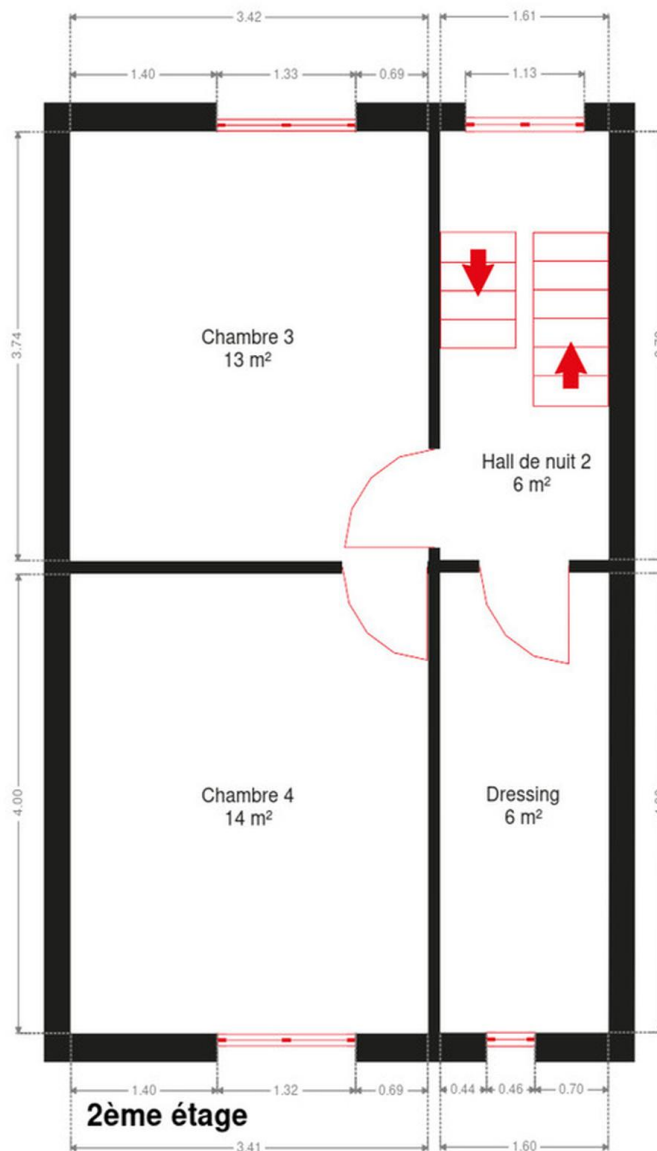 3.42
1.61
1.40
1.33
0.69
1.13
3.74
Chambre 3
13 m²
Hall de nuit 2
6 m²
4.00
Chambre 4
14 m²
Dressing
6 m²
1.40
1.32
0.69
0.44
0.46
0.70
2ème étage
3.41
1.60